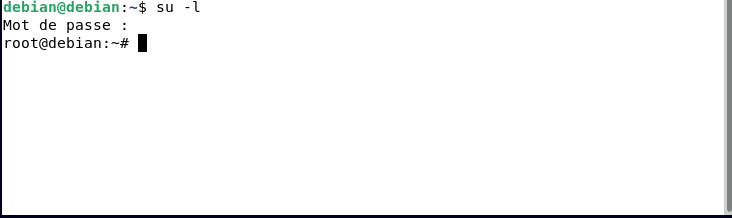 debian@debian:~$ su -l
Mot de passe :
root@debian:~#